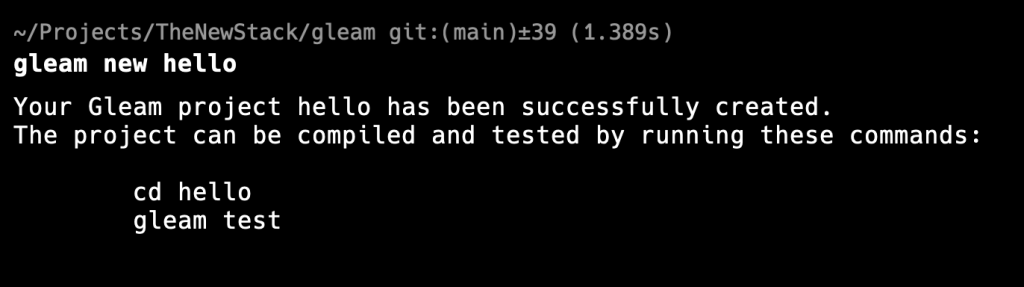 ~/Projects/TheNewStack/gleam git:(main)±39 (1.389s)
gleam new hello
Your Gleam project hello has been successfully created.
The project can be compiled and tested by running these commands:
cd hello
gleam test